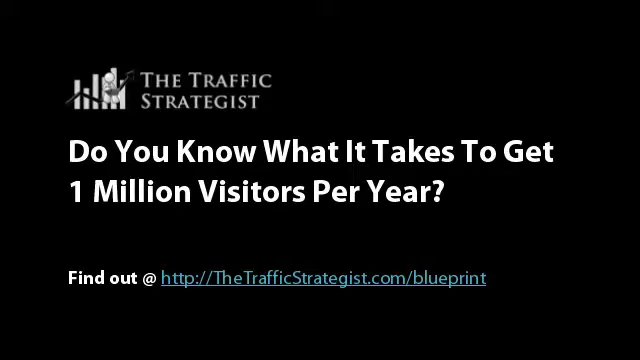 THE TRAFFIC
STRATEGIST
Do You Know What It Takes To Get
1 Million Visitors Per Year?
Find out @ http://TheTrafficStrategist.com/blueprint